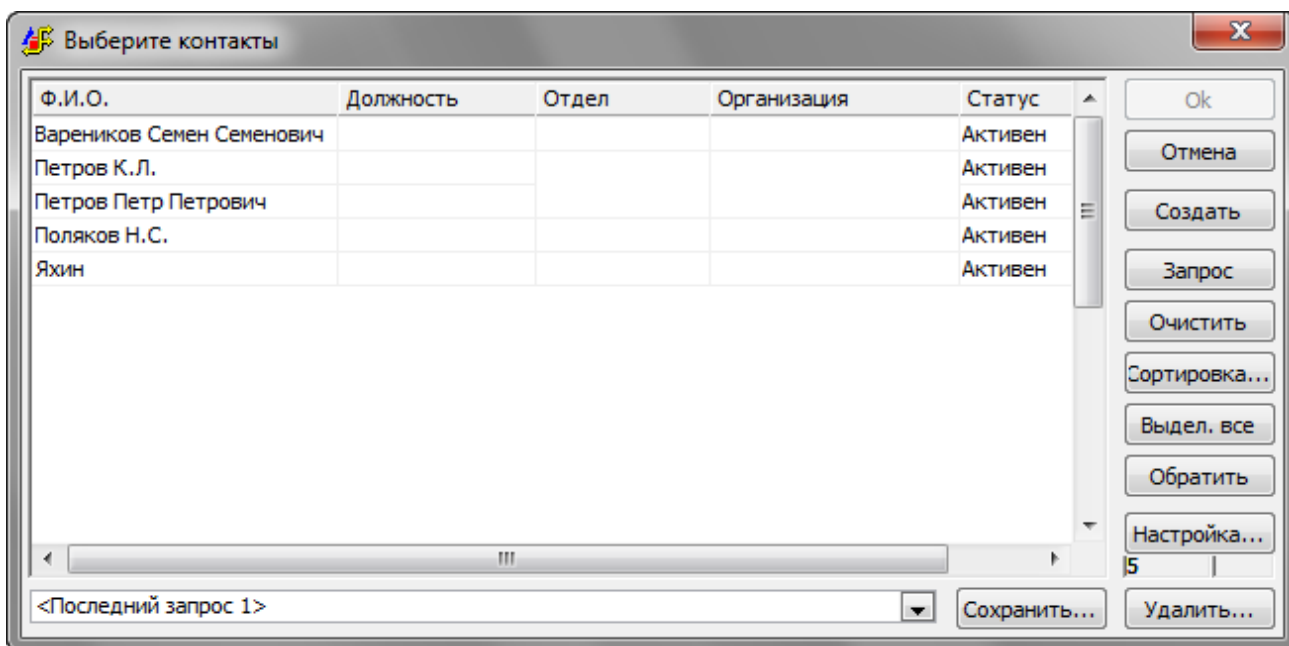 Выберите контакты
Ф.И.О. Должность Отдел Организация Статус
Вареников Семен Семенович Активен
Петров К.Л. Активен
Петров Петр Петрович Активен
Поляков Н.С. Активен
Яхин Активен
Ok
Отмена
Создать
Запрос
Очистить
Сортировка...
Выдел. все
Обратить
Настройка...
5
<Последний запрос 1> Сохранить... Удалить...